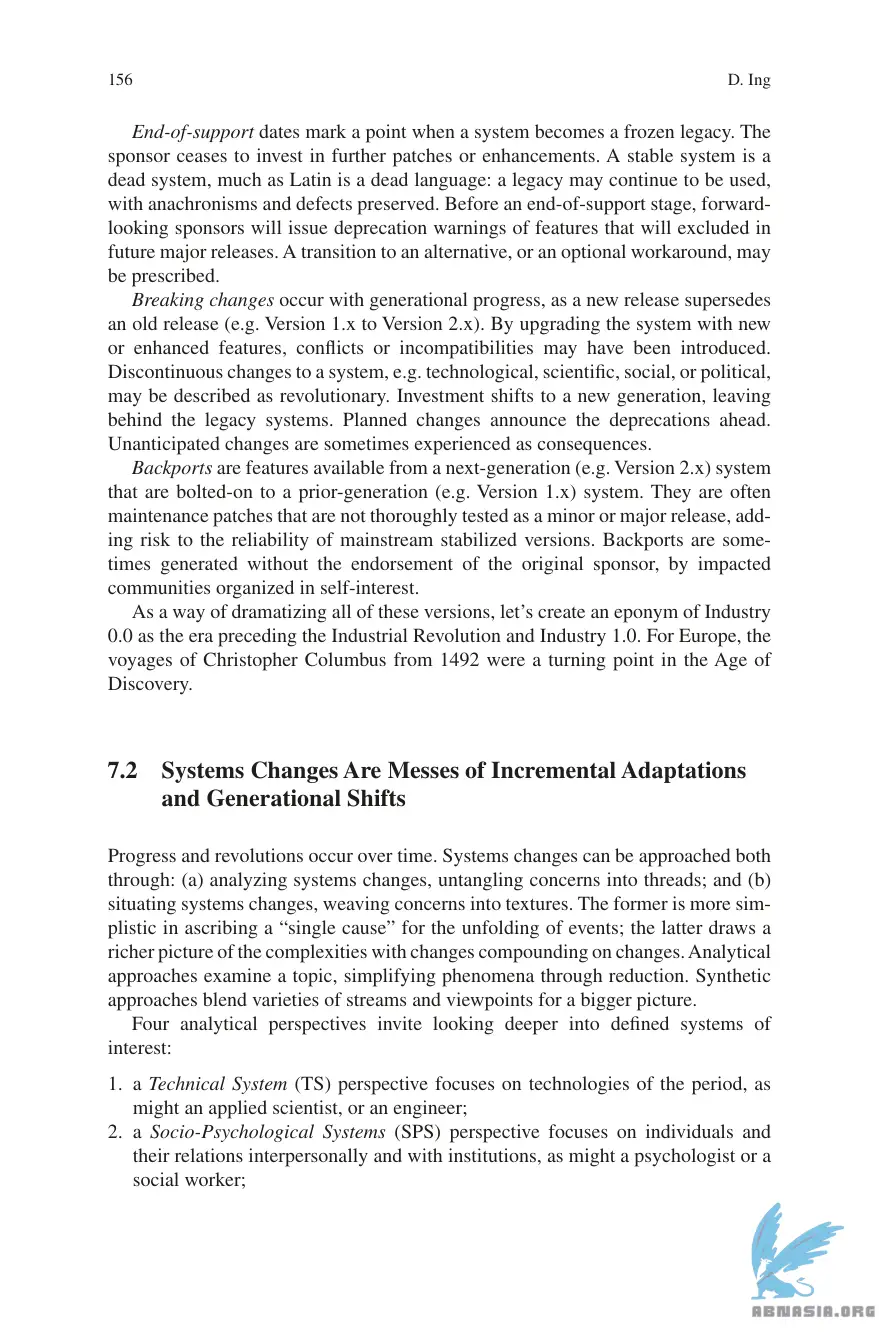 156
D. Ing
End-of-support dates mark a point when a system becomes a frozen legacy. The
sponsor ceases to invest in further patches or enhancements. A stable system is a
dead system, much as Latin is a dead language: a legacy may continue to be used,
with anachronisms and defects preserved. Before an end-of-support stage, forward-
looking sponsors will issue deprecation warnings of features that will excluded in
future major releases. A transition to an alternative, or an optional workaround, may
be prescribed.
Breaking changes occur with generational progress, as a new release supersedes
an old release (e.g. Version 1.x to Version 2.x). By upgrading the system with new
or enhanced features, conflicts or incompatibilities may have been introduced.
Discontinuous changes to a system, e.g. technological, scientific, social, or political,
may be described as revolutionary. Investment shifts to a new generation, leaving
behind the legacy systems. Planned changes announce the deprecations ahead.
Unanticipated changes are sometimes experienced as consequences.
Backports are features available from a next-generation (e.g. Version 2.x) system
that are bolted-on to a prior-generation (e.g. Version 1.x) system. They are often
maintenance patches that are not thoroughly tested as a minor or major release, add-
ing risk to the reliability of mainstream stabilized versions. Backports are some-
times generated without the endorsement of the original sponsor, by impacted
communities organized in self-interest.
As a way of dramatizing all of these versions, let's create an eponym of Industry
0.0 as the era preceding the Industrial Revolution and Industry 1.0. For Europe, the
voyages of Christopher Columbus from 1492 were a turning point in the Age of
Discovery.
7.2 Systems Changes Are Messes of Incremental Adaptations
and Generational Shifts
Progress and revolutions occur over time. Systems changes can be approached both
through: (a) analyzing systems changes, untangling concerns into threads; and (b)
situating systems changes, weaving concerns into textures. The former is more sim-
plistic in ascribing a “single cause” for the unfolding of events; the latter draws a
richer picture of the complexities with changes compounding on changes. Analytical
approaches examine a topic, simplifying phenomena through reduction. Synthetic
approaches blend varieties of streams and viewpoints for a bigger picture.
Four analytical perspectives invite looking deeper into defined systems of
interest:
1. a Technical System (TS) perspective focuses on technologies of the period, as
might an applied scientist, or an engineer;
2. a Socio-Psychological Systems (SPS) perspective focuses on individuals and
their relations interpersonally and with institutions, as might a psychologist or a
social worker;
ABNASIA.ORG